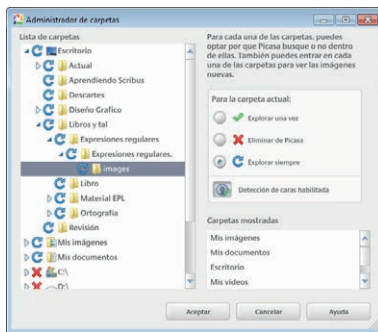 Administrador de carpetas
Lista de carpetas
Escritorio
Actual
Aprendiendo Scribus
Descartes
Diseño Grafico
Libros y tal
Expresiones regulares
Expresiones regulares.
images
Libro
Material EPL
Ortografía
Revisión
Mis imágenes
Mis documentos
C:\
D:\
Para cada una de las carpetas, puedes
optar por que Picasa busque o no dentro
de ellas. También puedes entrar en cada
una de las carpetas para ver las imágenes
nuevas.
Para la carpeta actual:
Explorar una vez
Eliminar de Picasa
Explorar siempre
Detección de caras habilitada
Carpetas mostradas
Mis imágenes
Mis documentos
Escritorio
Mis videos
Aceptar
Cancelar
Ayuda